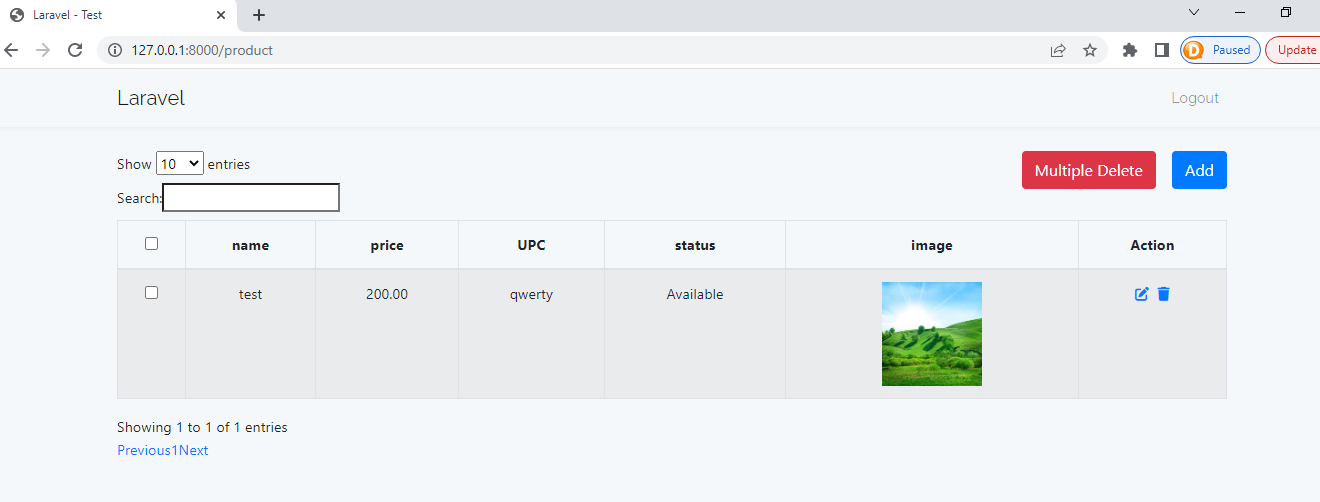 Laravel - Test
127.0.0.1:8000/product
D Paused
Update
Laravel
Logout
Show 10 entries
Multiple Delete
Add
Search:
name price UPC status image Action
test 200.00 qwerty Available
Showing 1 to 1 of 1 entries
Previous1Next